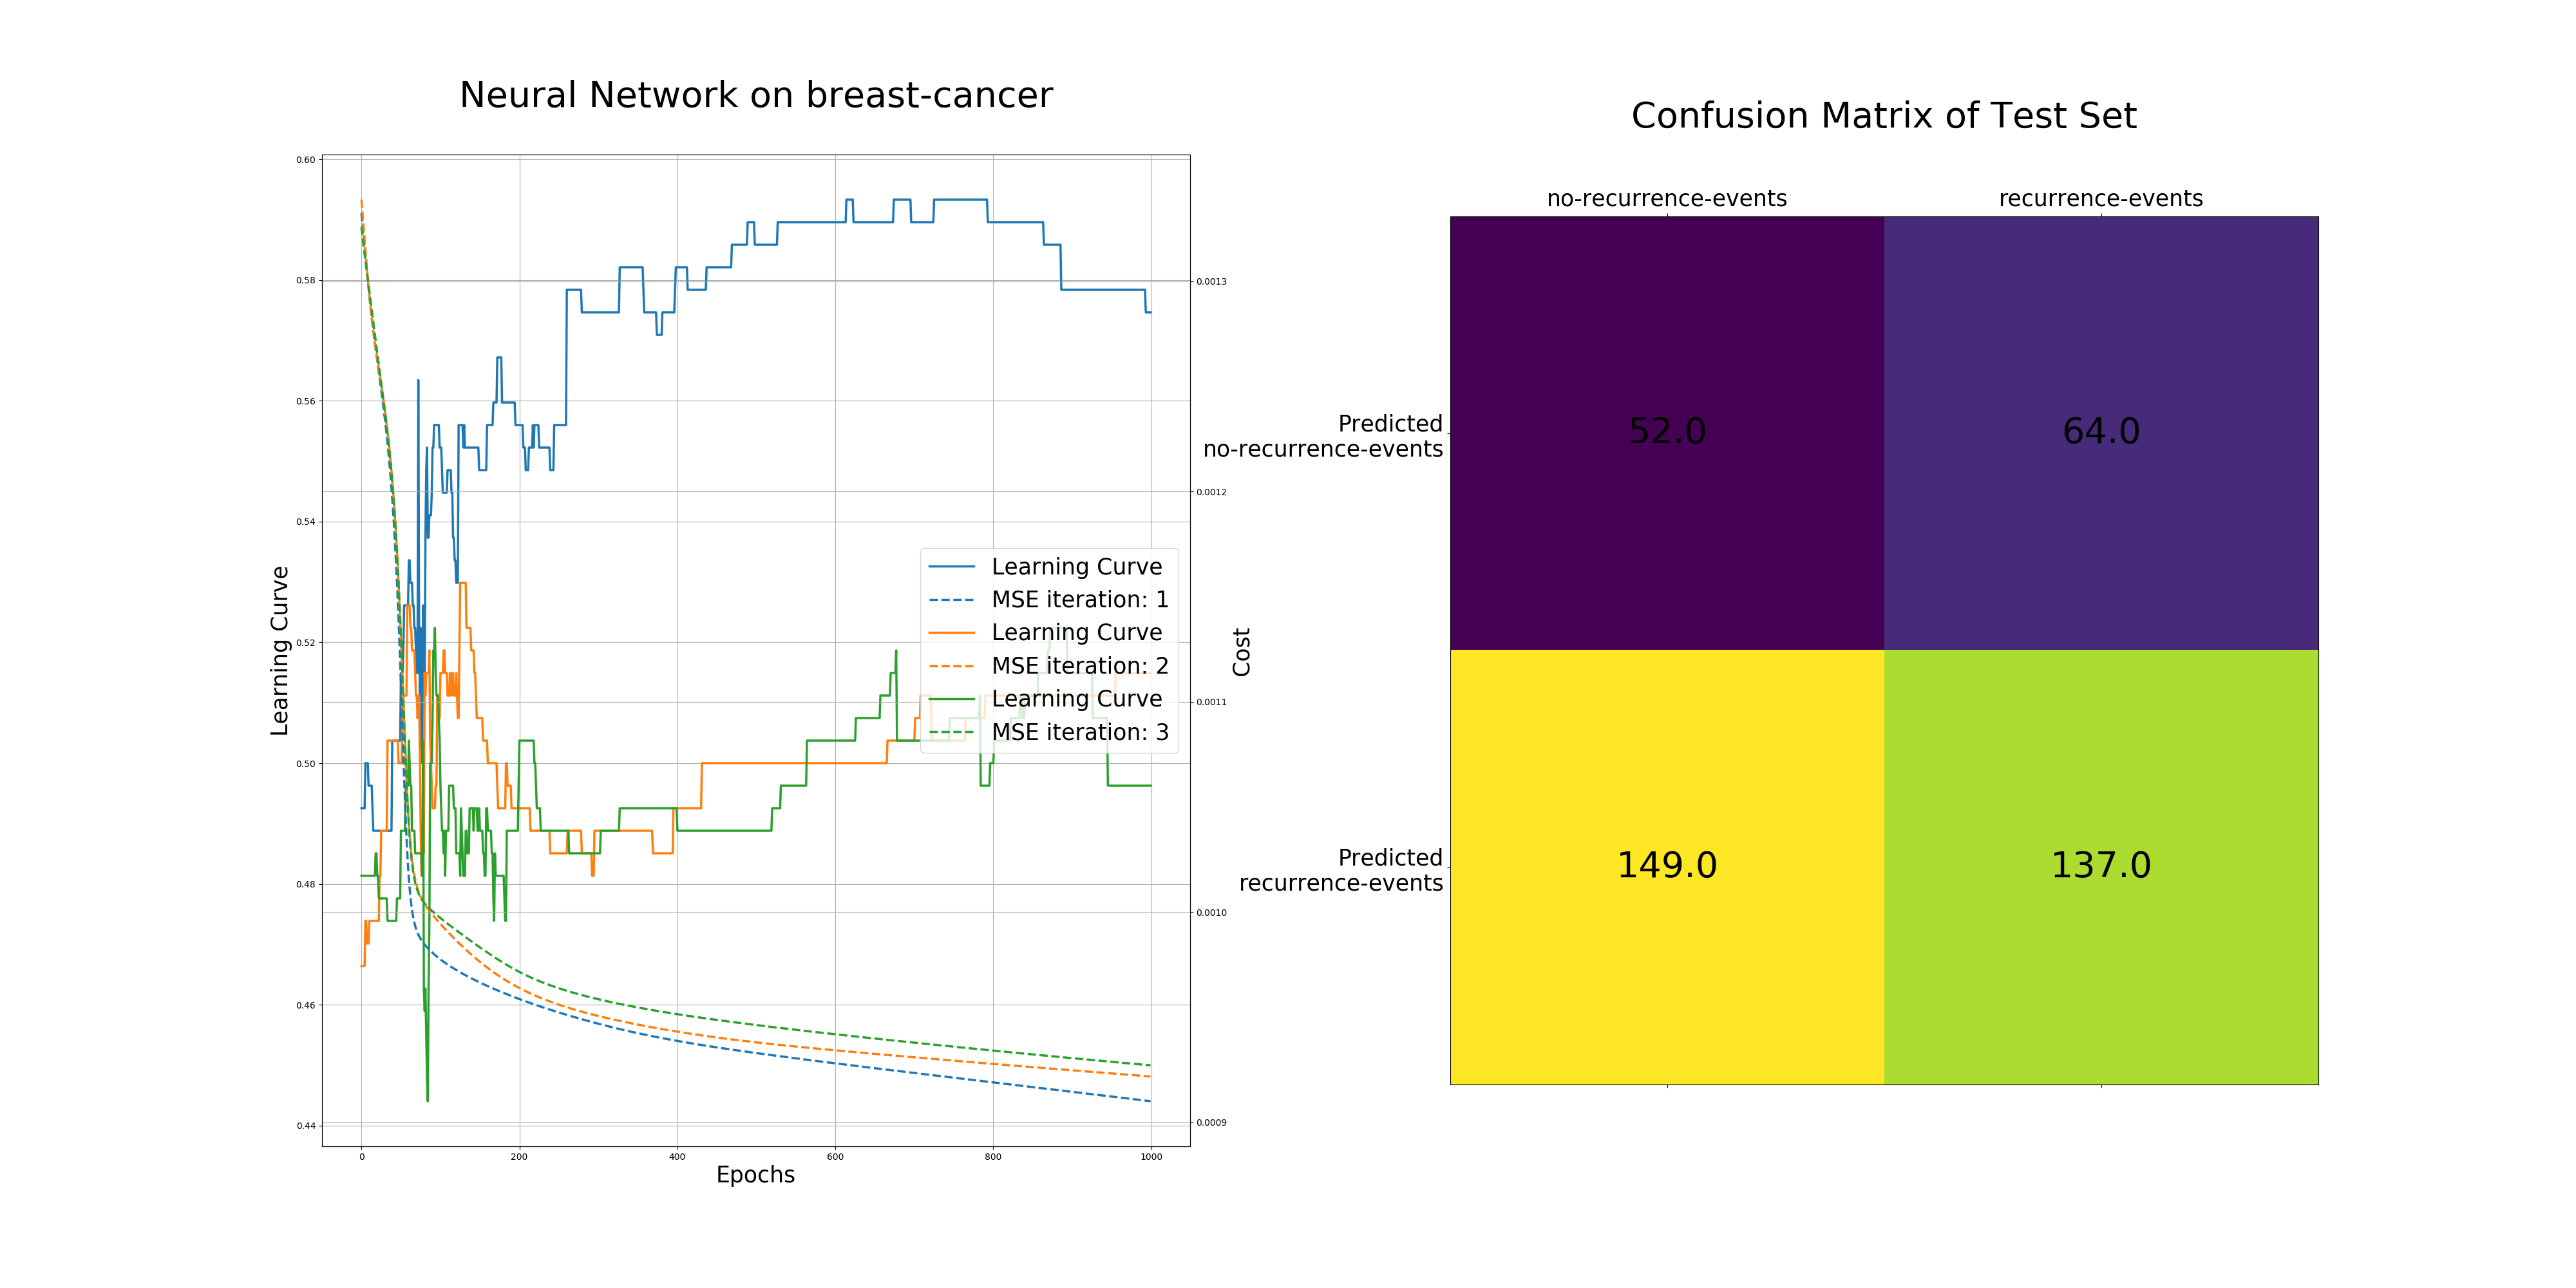 Neural Network on breast-cancer
0.60
0.58
0.56
0.54
0.52
0.50
0.48
0.46
0.44
Learning Curve
0
200
400
600
800
1000
Epochs
0.0013
0.0012
0.0011
0.0010
0.0009
Cost
Learning Curve
MSE iteration: 1
Learning Curve
MSE iteration: 2
Learning Curve
MSE iteration: 3
Confusion Matrix of Test Set
no-recurrence-events
recurrence-events
Predicted
no-recurrence-events
52.0
64.0
Predicted
recurrence-events
149.0
137.0